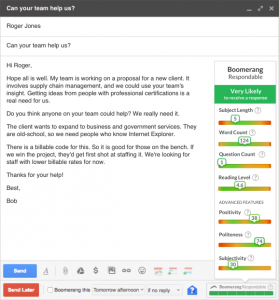 Can your team help us?
Roger Jones
Can your team help us?
Hi Roger,
Hope all is well. My team is working on a proposal for a new client. It
involves supply chain management, and we could use your team's
insight. Getting ideas from people with professional certifications is a
real need for us.
Do you think anyone on your team could help? We really need it.
The client wants to expand to business and government services. They
are old-school, so we need people who know Internet Explorer.
There is a billable code for this. So it is good for those on the bench. If
we win the project, they'd get first shot at staffing it. We're looking for
staff with lower billable rates for now.
Thanks for your help!
Best,
Bob
Boomerang
Respondable
Very Likely
to receive a response
Subject Length ?
5
Word Count ?
124
Question Count ?
1
Reading Level ?
4.6
ADVANCED FEATURES
Positivity ?
38
Politeness ?
74
Subjectivity ?
30
Send
Send Later
Boomerang this
Tomorrow afternoon
if no reply
?
Boomerang Respondable